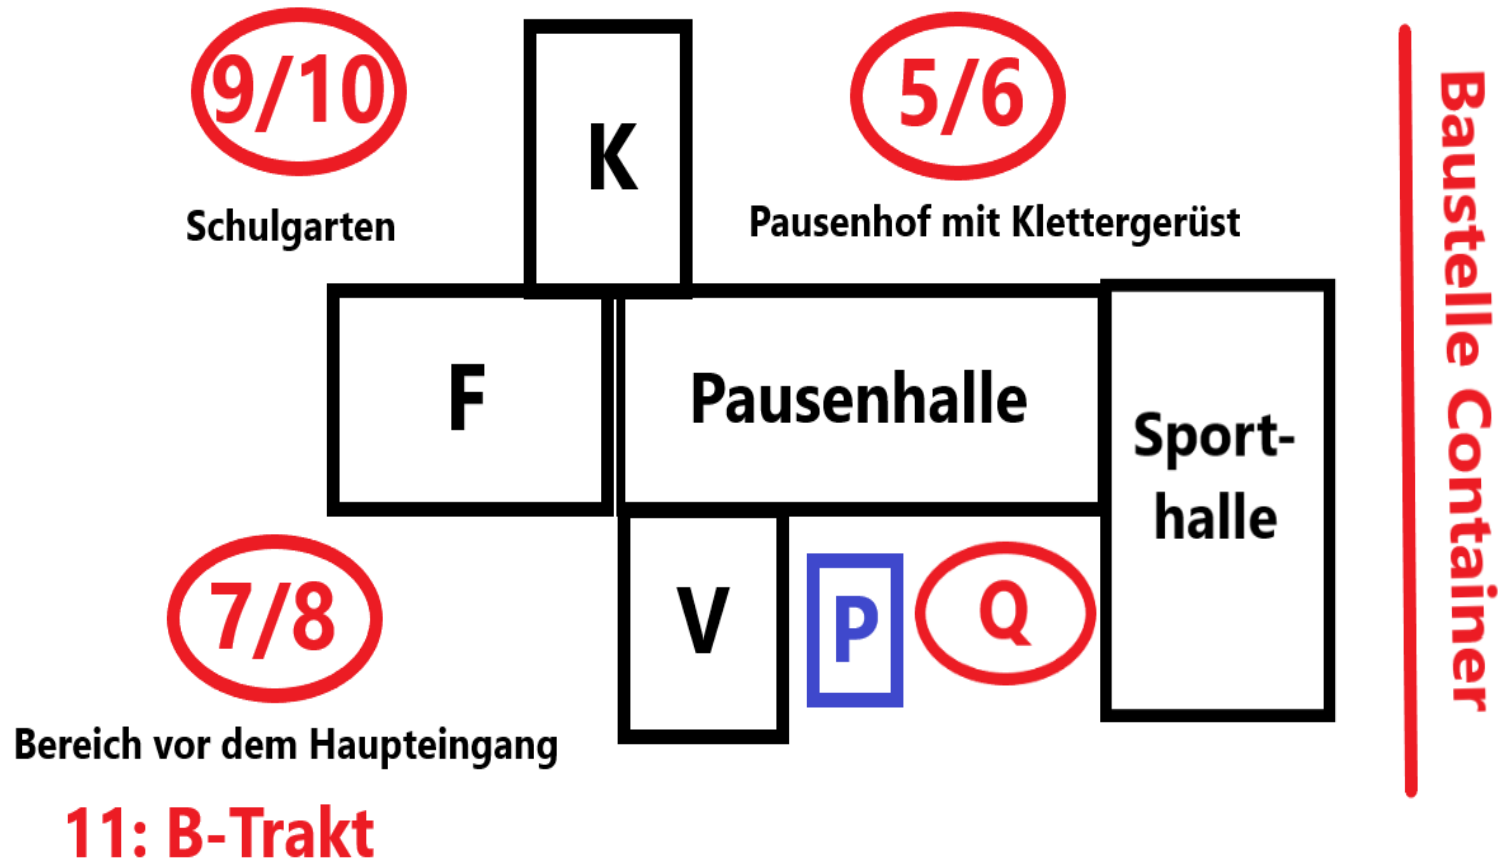 9/10
K
5/6
Schulgarten
Pausenhof mit Klettergerüst
F
Pausenhalle
Sport-
halle
7/8
V
P
Q
Bereich vor dem Haupteingang
11: B-Trakt
Baustelle Container